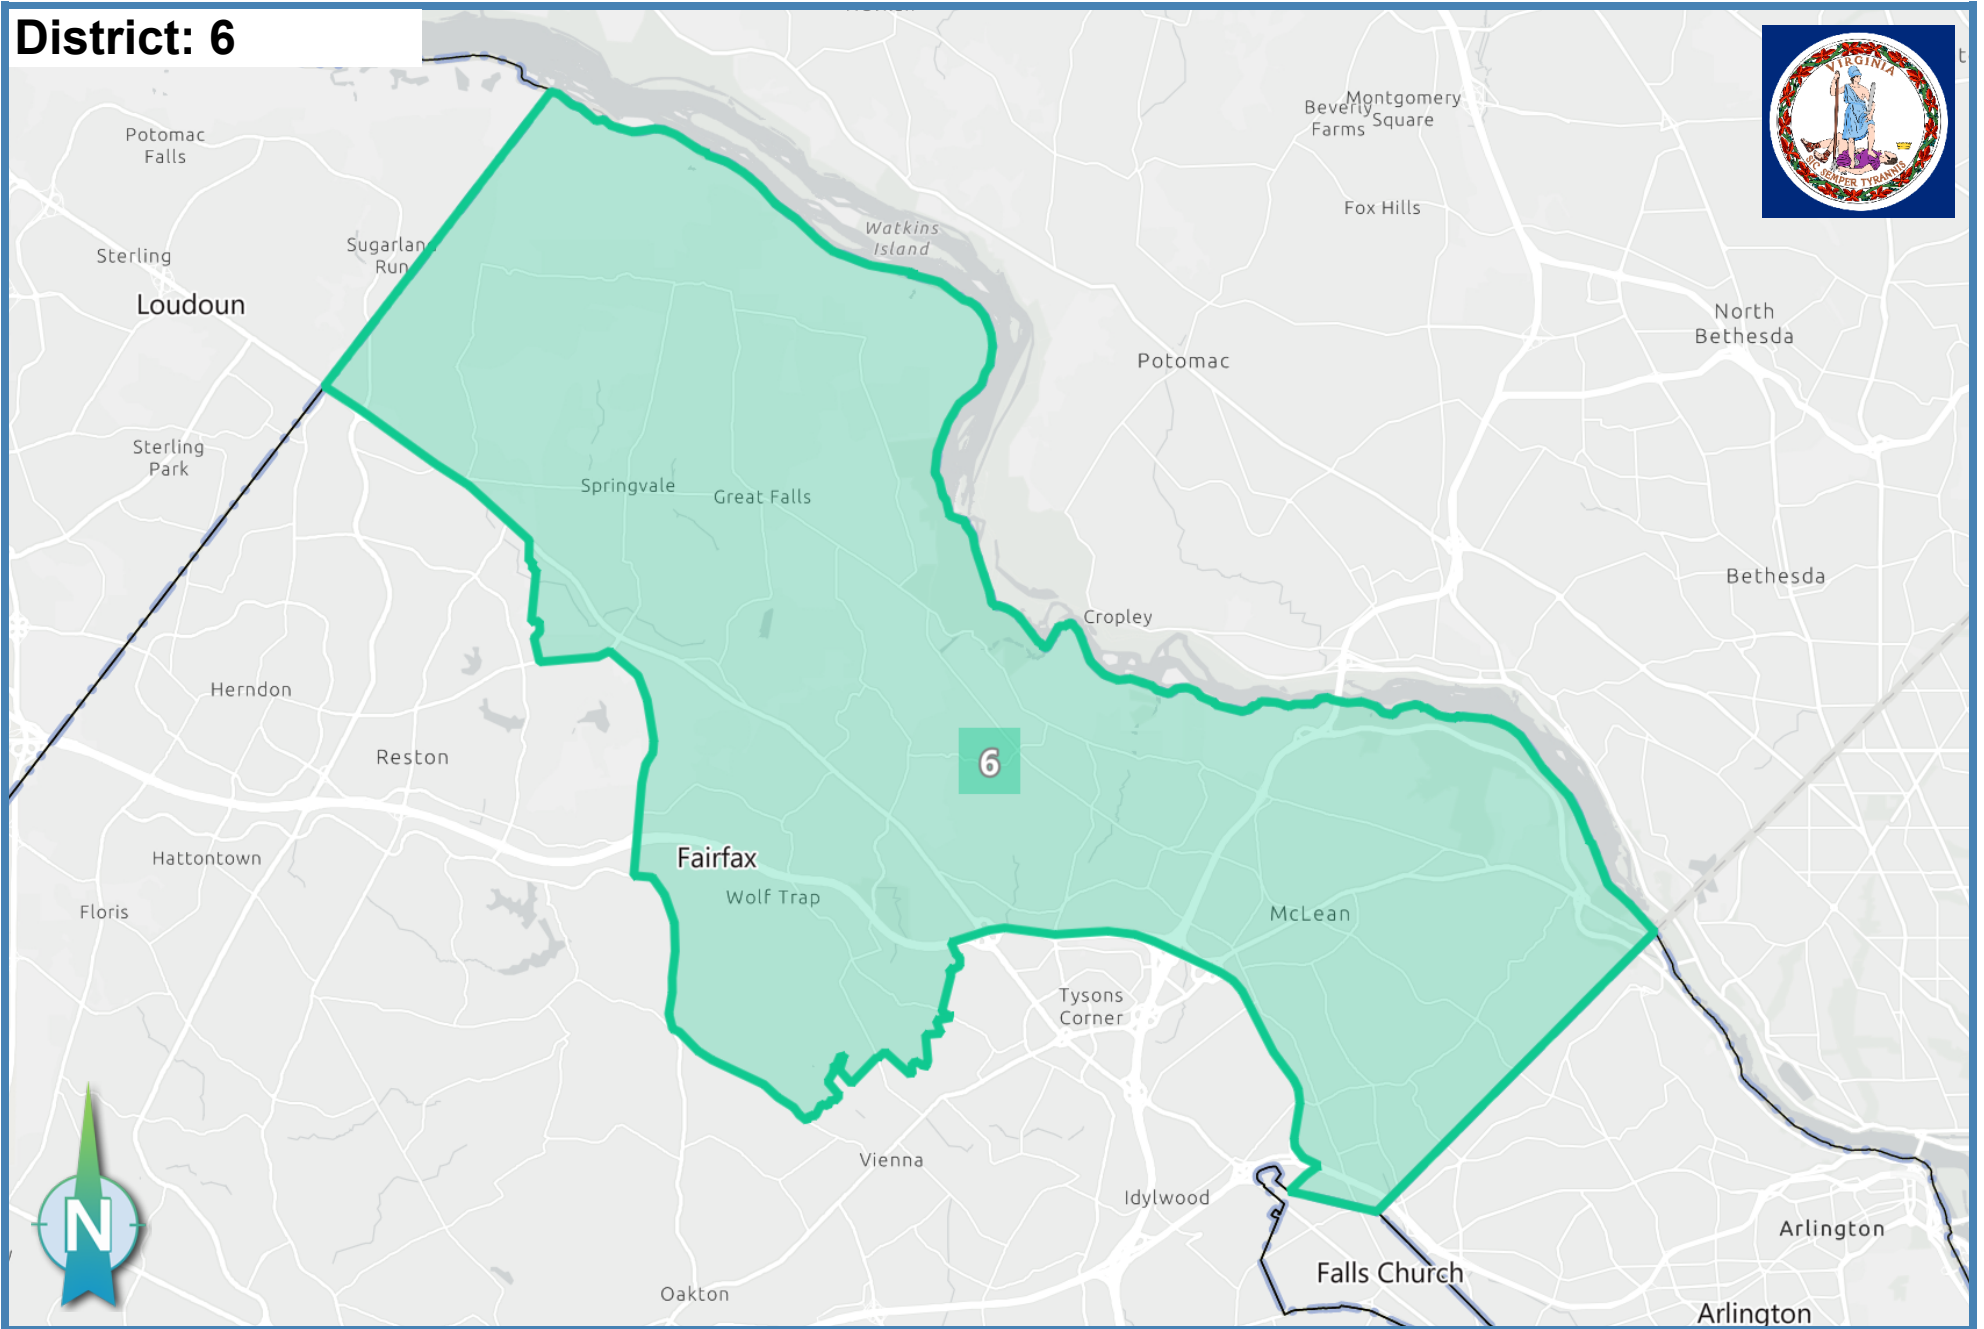 District: 6
VIRGINIA
SIC SEMPER TYRANNIS
Montgomery
Square
Beverly
Farms
Potomac
Falls
Fox Hills
Watkins
Island
Sugarlan
Run
Sterling
Loudoun
North
Bethesda
Potomac
Sterling
Park
Springvale
Great Falls
Bethesda
Cropley
Herndon
Reston
6
Fairfax
Hattontown
Wolf Trap
McLean
Floris
Tysons
Corner
Vienna
Idylwood
N
Arlington
Falls Church
Oakton
Arlington